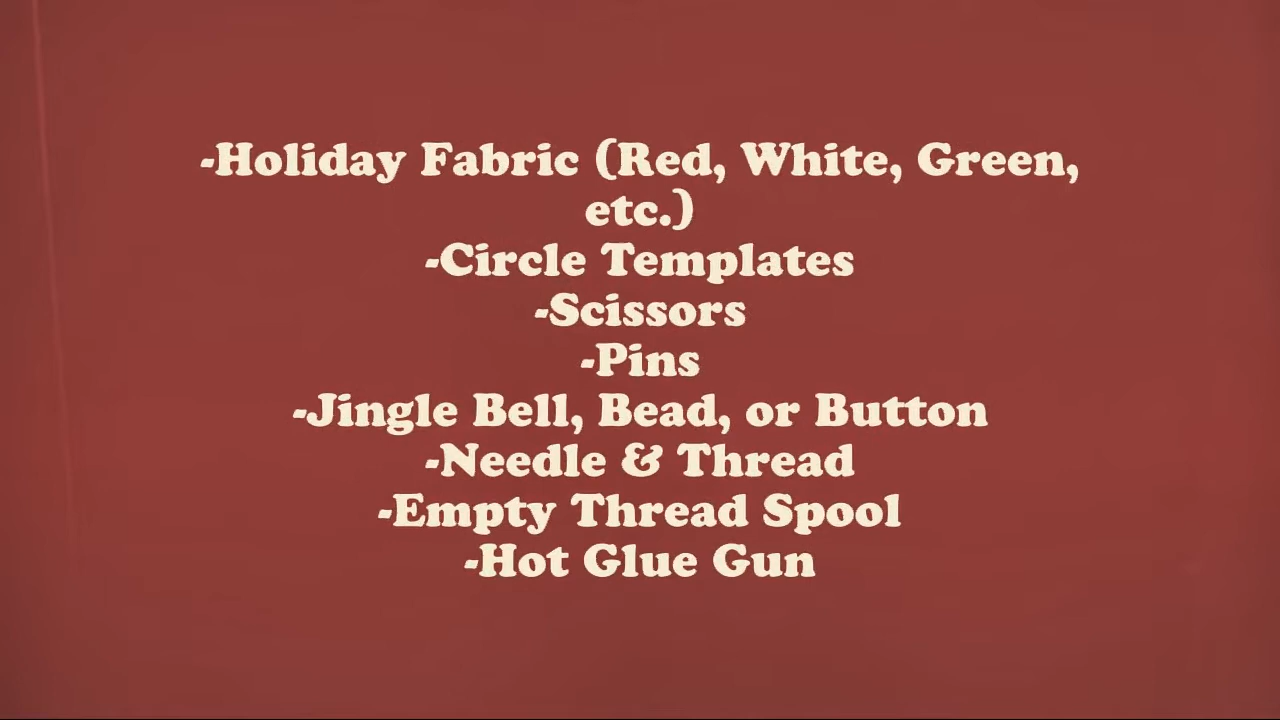 -Holiday Fabric (Red, White, Green,
etc.)
-Circle Templates
-Scissors
-Pins
-Jingle Bell, Bead, or Button
-Needle & Thread
-Empty Thread Spool
-Hot Glue Gun